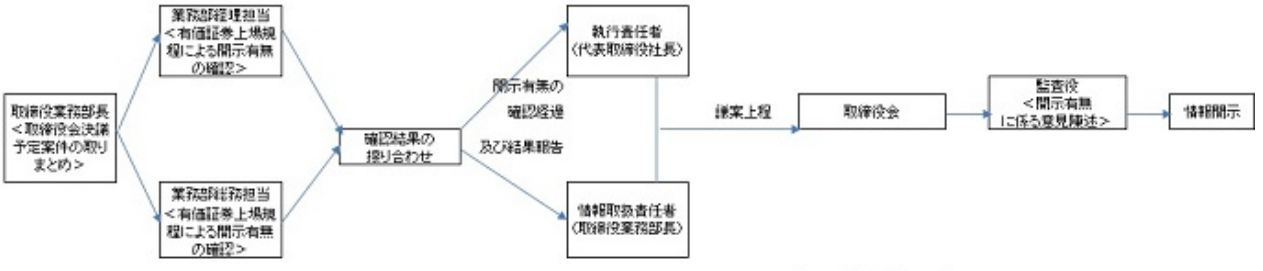 取締役業務部長
<取締役会決議
予定案件の取り
まとめ>
業務部経理担当
<有価証券上場規
程による開示有無
の確認>
業務部総務担当
<有価証券上場規
程による開示有無
の確認>
確認結果の
擦り合わせ
開示有無の
確認経過
及び結果報告
執行責任者
(代表取締役社長)
情報取扱責任者
(取締役業務部長)
議案上程
取締役会
監査役
<開示有無
に係る意見陳述>
情報開示